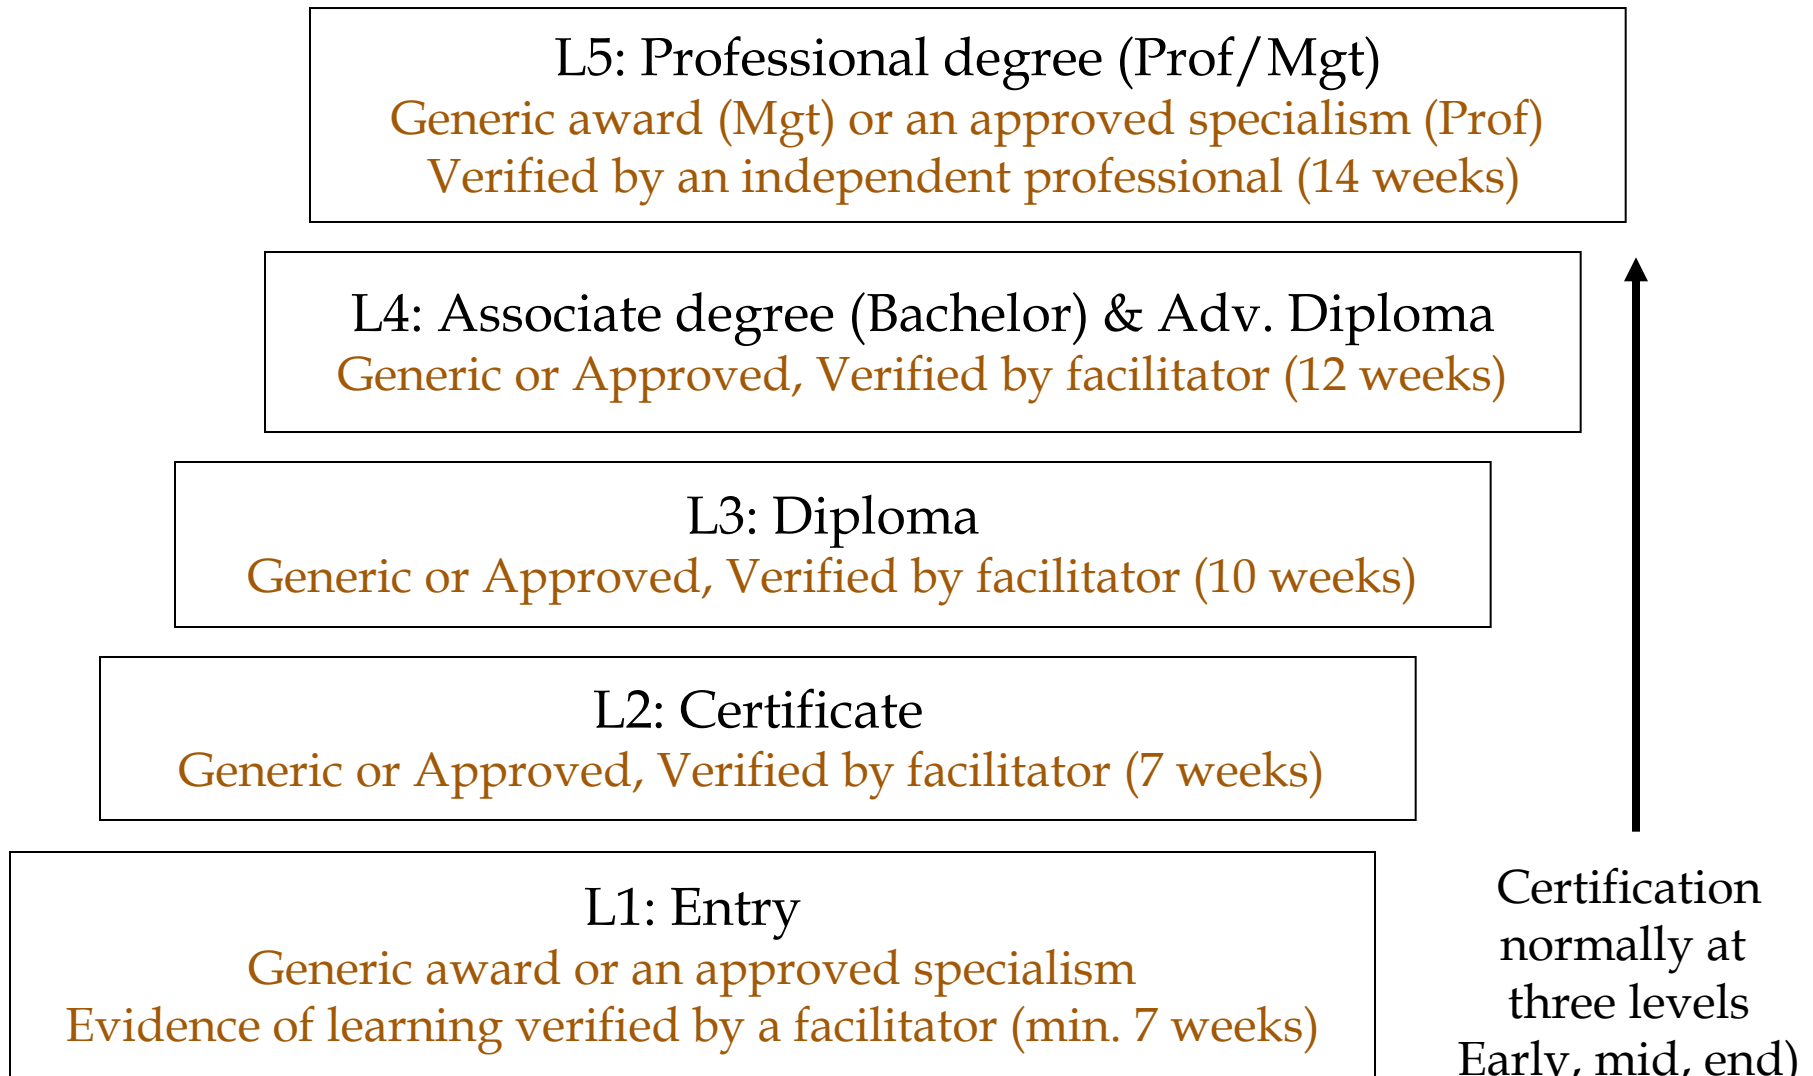 L5: Professional degree (Prof/Mgt)
Generic award (Mgt) or an approved specialism (Prof)
Verified by an independent professional (14 weeks)
L4: Associate degree (Bachelor) & Adv. Diploma
Generic or Approved, Verified by facilitator (12 weeks)
L3: Diploma
Generic or Approved, Verified by facilitator (10 weeks)
L2: Certificate
Generic or Approved, Verified by facilitator (7 weeks)
L1: Entry
Generic award or an approved specialism
Evidence of learning verified by a facilitator (min. 7 weeks)
Certification
normally at
three levels
Early, mid, end)